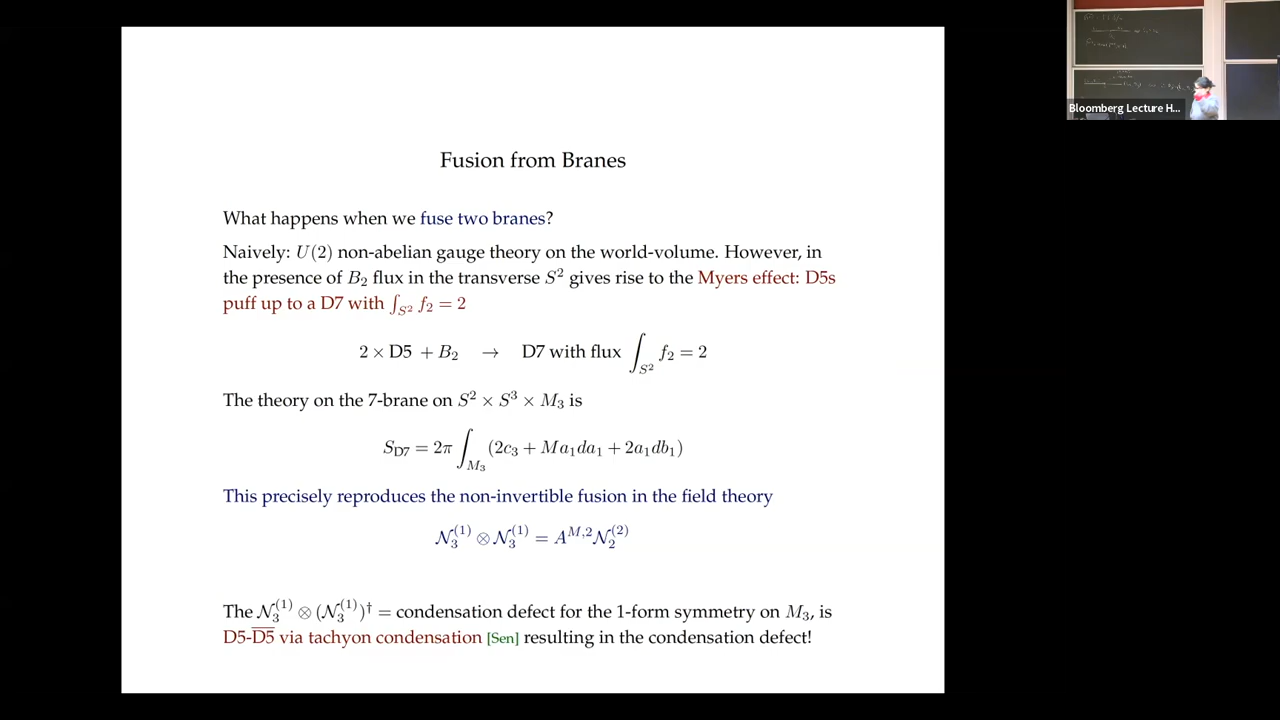 Bloomberg Lecture H...
Fusion from Branes
What happens when we fuse two branes?
Naively: U(2) non-abelian gauge theory on the world-volume. However, in
the presence of B₂ flux in the transverse S² gives rise to the Myers effect: D5s
puff up to a D7 with ∫_{S²} f₂ = 2
2 × D5 + B₂ → D7 with flux ∫_{S²} f₂ = 2
The theory on the 7-brane on S² × S³ × M₃ is
S_{D7} = 2π ∫_{M₃} (2c₃ + Ma₁da₁ + 2a₁db₁)
This precisely reproduces the non-invertible fusion in the field theory
𝒩₃^{(1)} ⊗ 𝒩₃^{(1)} = A^{M,2}𝒩₂^{(2)}
The 𝒩₃^{(1)} ⊗ (𝒩₃^{(1)})^† = condensation defect for the 1-form symmetry on M₃, is
D5-\overline{D5} via tachyon condensation [Sen] resulting in the condensation defect!